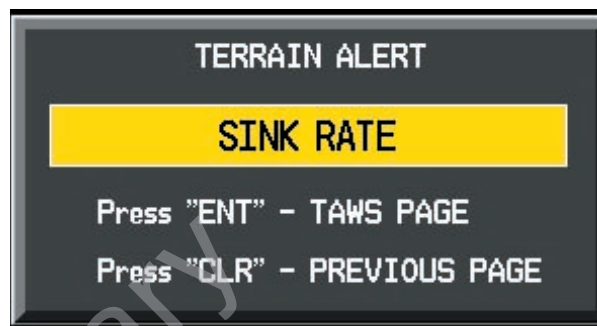 TERRAIN ALERT
SINK RATE
Press ”ENT” – TAWS PAGE
Press ”CLR” – PREVIOUS PAGE